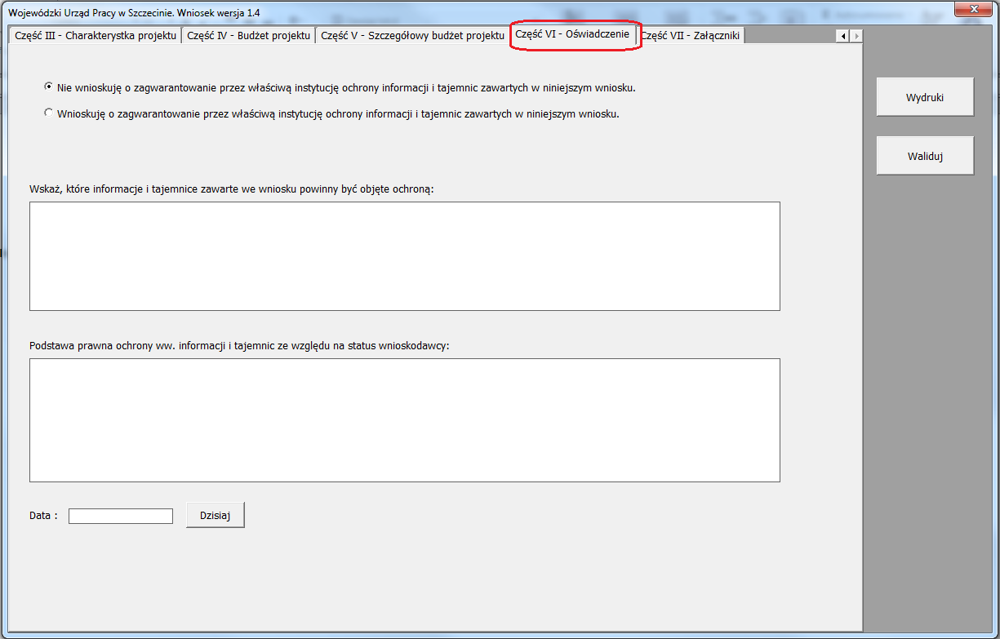 Wojewódzki Urząd Pracy w Szczecinie. Wniosek wersja 1.4
Część III - Charakterystka projektu
Część IV - Budżet projektu
Część V - Szczegółowy budżet projektu
Część VI - Oświadczenie
Część VII - Załączniki
Nie wnioskuję o zagwarantowanie przez właściwą instytucję ochrony informacji i tajemnic zawartych w niniejszym wniosku.
Wnioskuję o zagwarantowanie przez właściwą instytucję ochrony informacji i tajemnic zawartych w niniejszym wniosku.
Wydruki
Waliduj
Wskaż, które informacje i tajemnice zawarte we wniosku powinny być objęte ochroną:
Podstawa prawna ochrony ww. informacji i tajemnic ze względu na status wnioskodawcy:
Data :
Dzisiaj